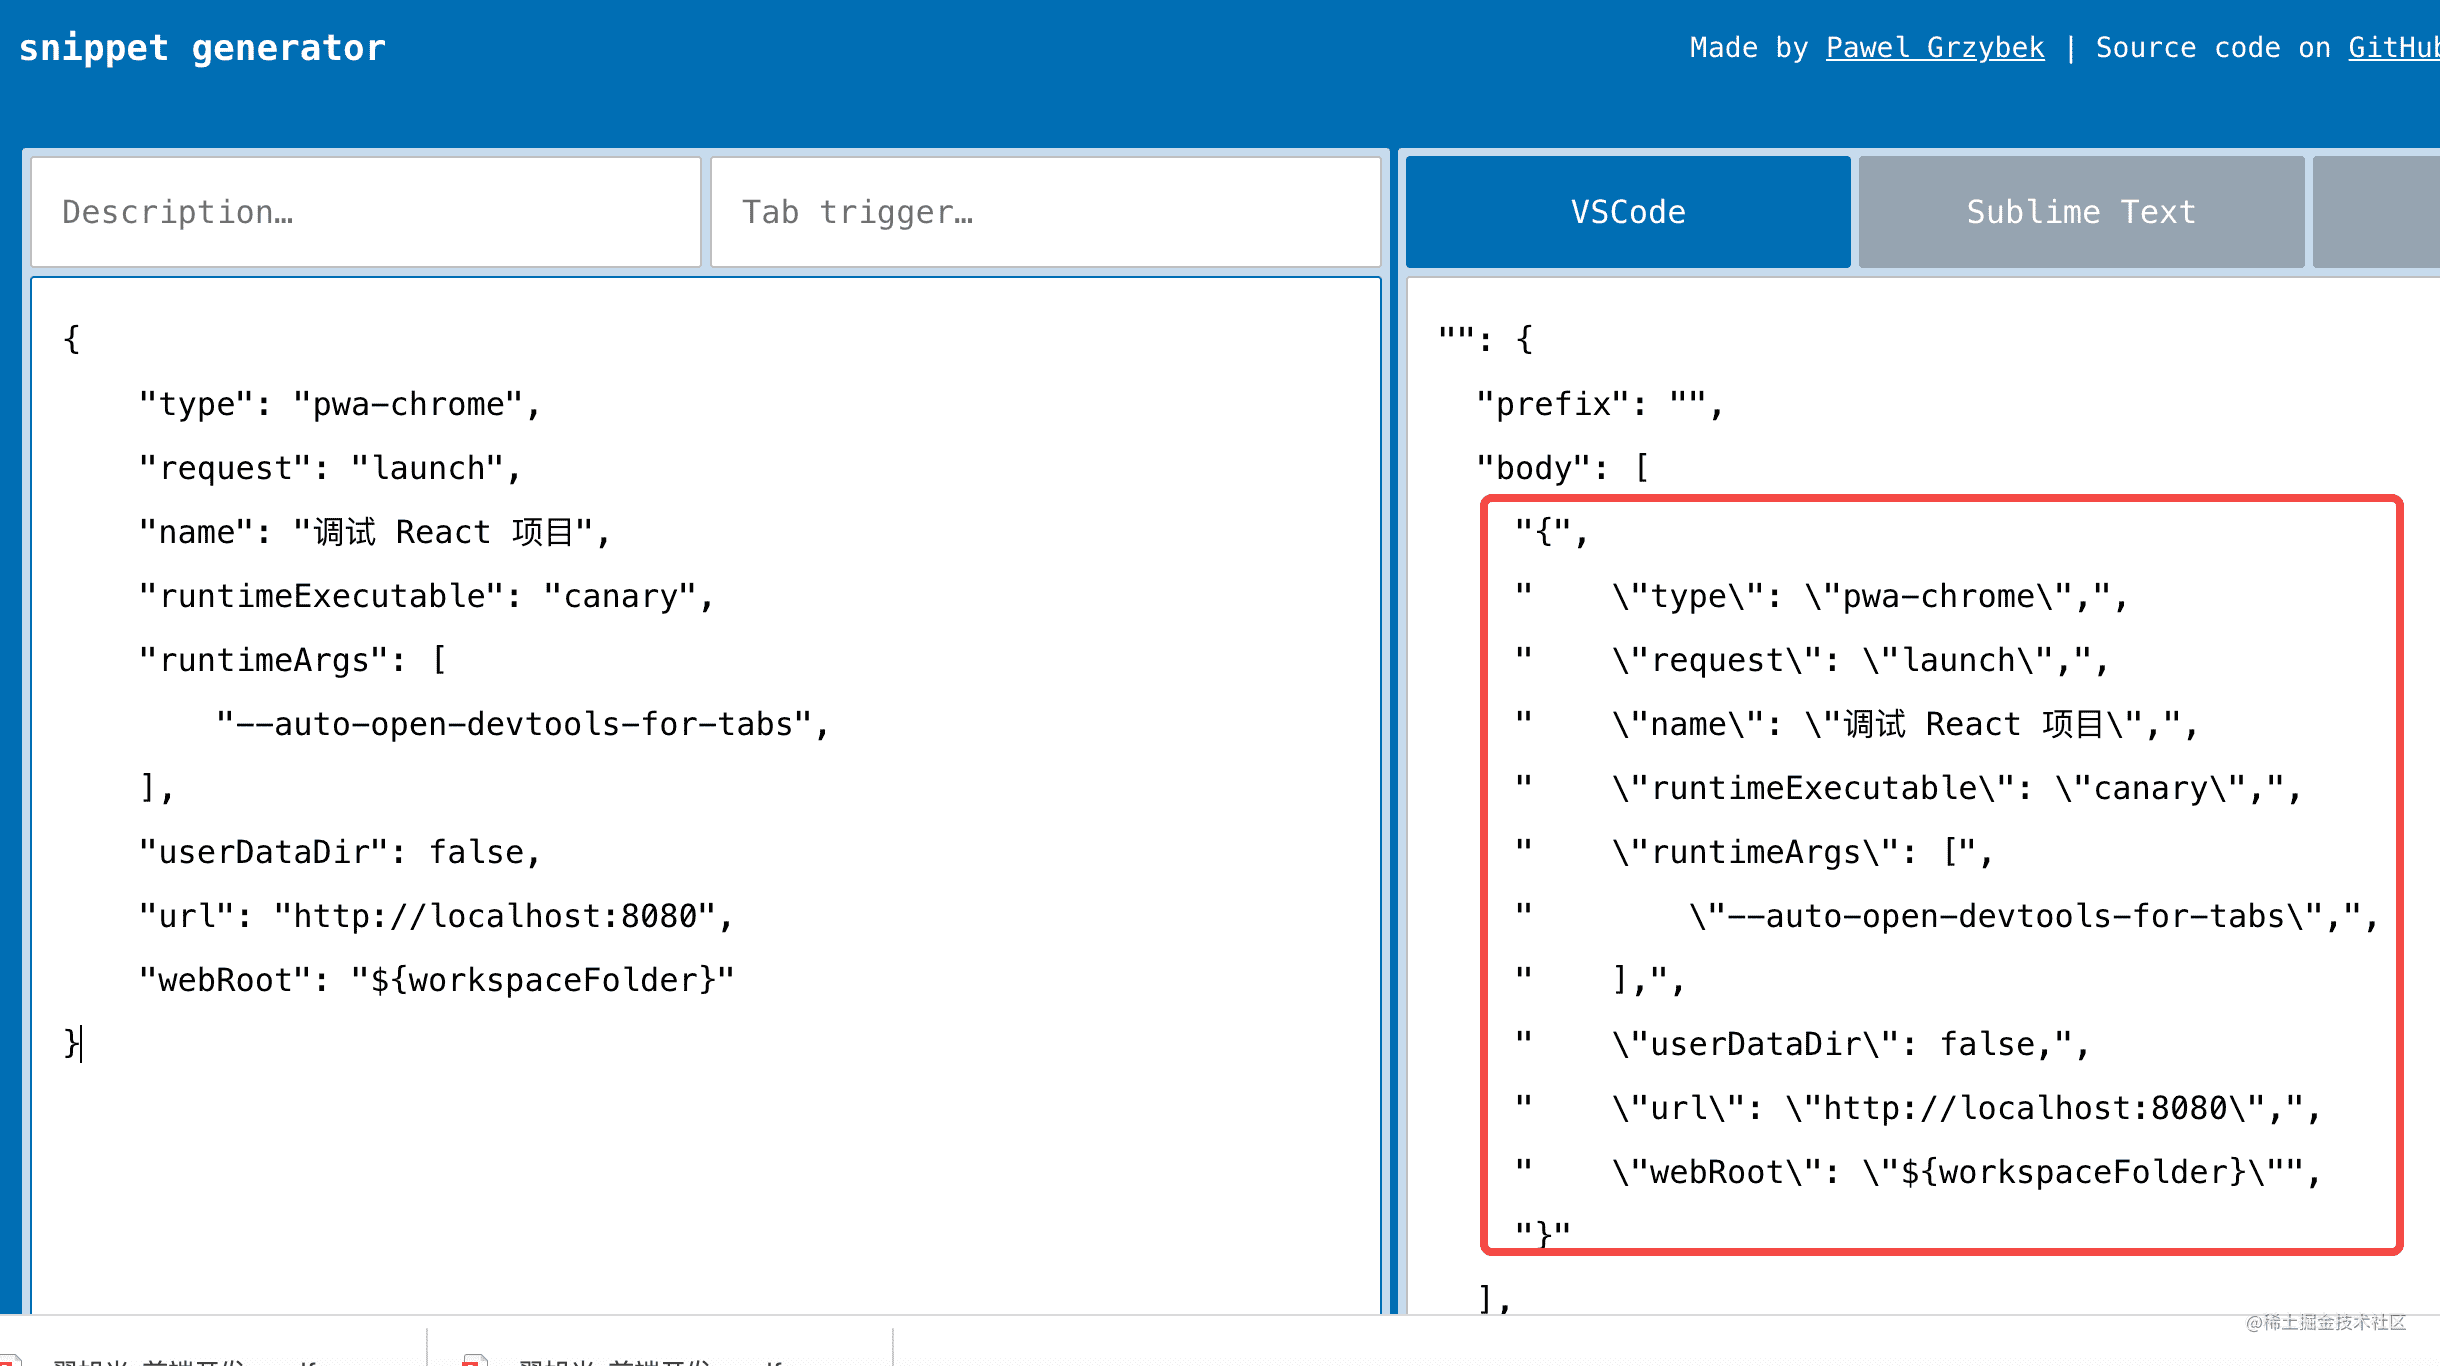 snippet generator
Made by Pawel Grzybek | Source code on GitHub
Description…
Tab trigger…
VSCode
Sublime Text
{
    "type": "pwa-chrome",
    "request": "launch",
    "name": "调试 React 项目",
    "runtimeExecutable": "canary",
    "runtimeArgs": [
        "--auto-open-devtools-for-tabs",
    ],
    "userDataDir": false,
    "url": "http://localhost:8080",
    "webRoot": "${workspaceFolder}"
}
"": {
  "prefix": "",
  "body": [
    "{",
    "    \"type\": \"pwa-chrome\",",
    "    \"request\": \"launch\",",
    "    \"name\": \"调试 React 项目\",",
    "    \"runtimeExecutable\": \"canary\",",
    "    \"runtimeArgs\": [",
    "        \"--auto-open-devtools-for-tabs\",",
    "    ],",
    "    \"userDataDir\": false,",
    "    \"url\": \"http://localhost:8080\",",
    "    \"webRoot\": \"${workspaceFolder}\"",
    "}"
  ],
@稀土掘金技术社区